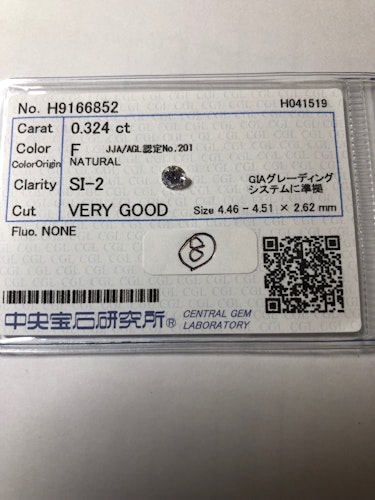 No. H9166852 H041519
Carat 0.324 ct
Color F JJA/AGL認定No.201
ColorOrigin NATURAL
Clarity SI-2 GIAグレーディング
システムに準拠
Cut VERY GOOD Size 4.46 - 4.51 × 2.62 mm
Fluo. NONE
8
中央宝石研究所® CENTRAL GEM
LABORATORY